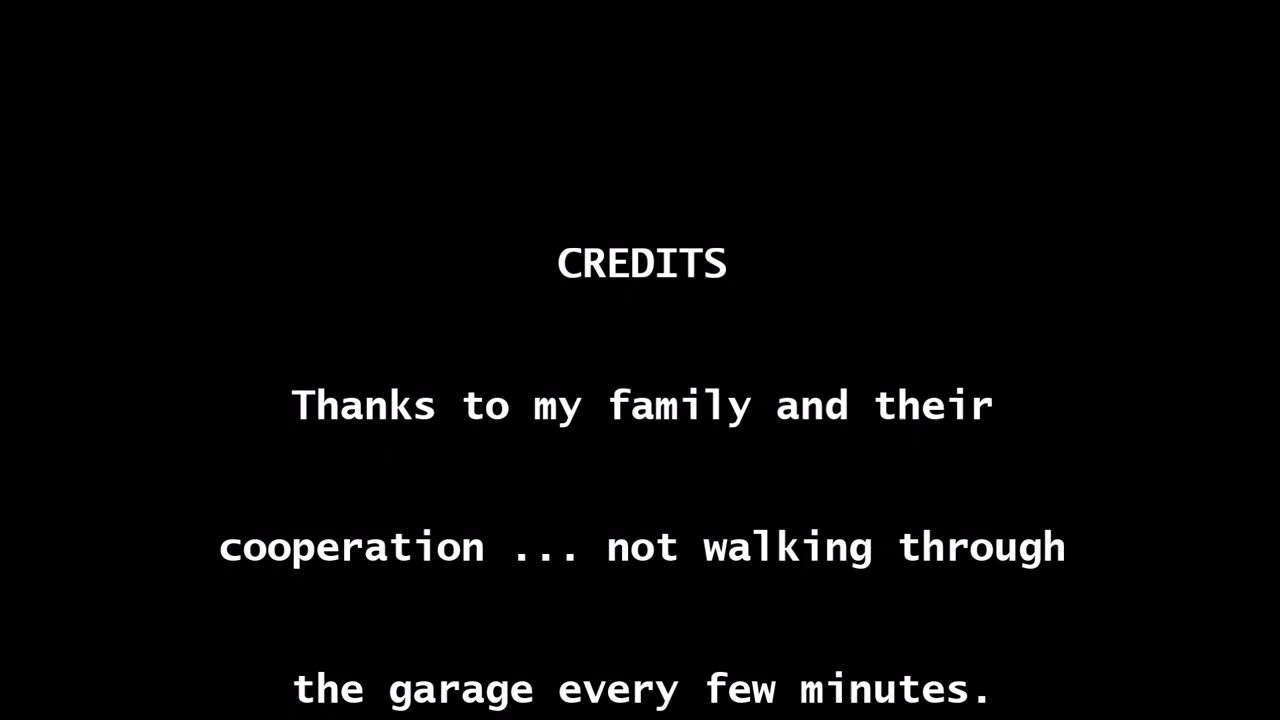 CREDITS
Thanks to my family and their
cooperation ... not walking through
the garage every few minutes.